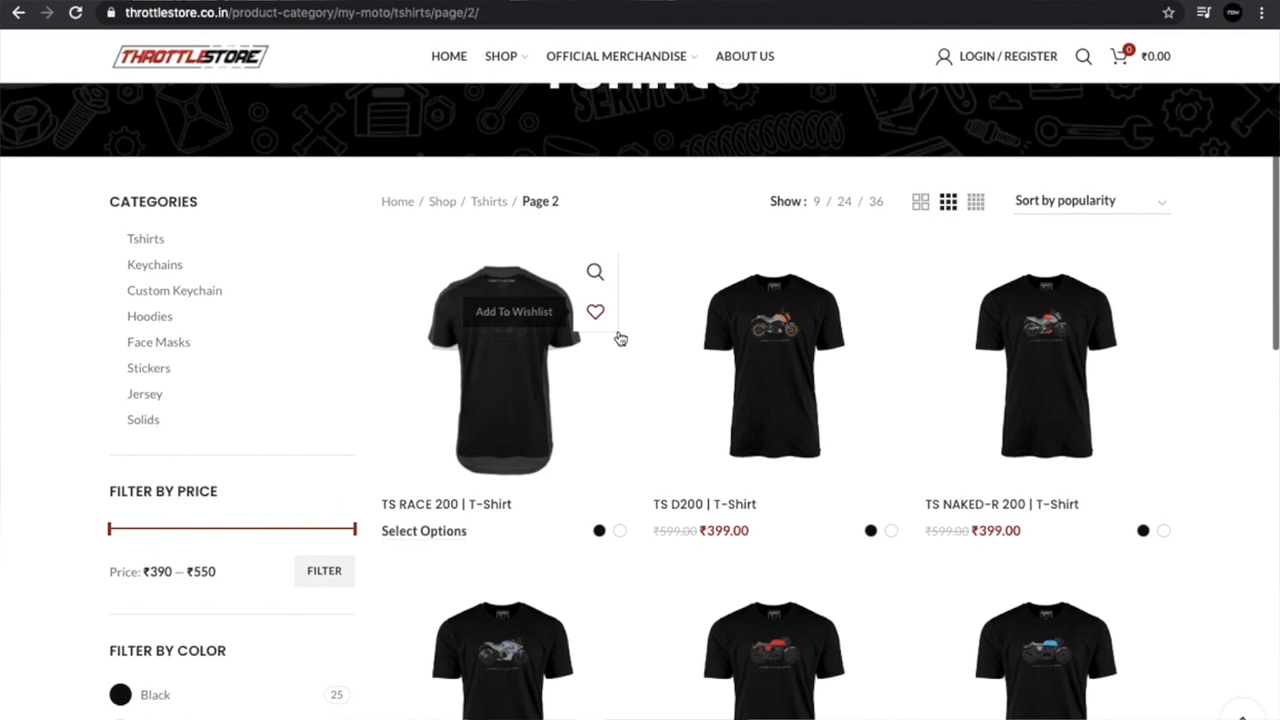 throttlestore.co.in/product-category/my-moto/tshirts/page/2/
THROTTLESTORE
HOME
SHOP
OFFICIAL MERCHANDISE
ABOUT US
LOGIN / REGISTER
0
₹0.00
Tshirts
SERVICE
CATEGORIES
Tshirts
Keychains
Custom Keychain
Hoodies
Face Masks
Stickers
Jersey
Solids
FILTER BY PRICE
Price: ₹390 — ₹550
FILTER
FILTER BY COLOR
Black
25
Home / Shop / Tshirts / Page 2
Show : 9 / 24 / 36
Sort by popularity
Add To Wishlist
TS RACE 200 | T-Shirt
Select Options
TS D200 | T-Shirt
₹599.00 ₹399.00
TS NAKED-R 200 | T-Shirt
₹599.00 ₹399.00